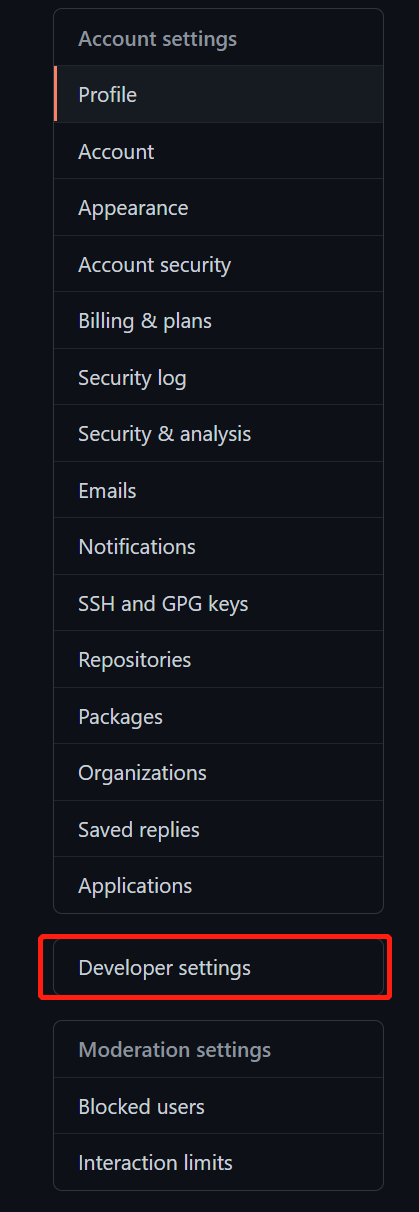 Account settings
Profile
Account
Appearance
Account security
Billing & plans
Security log
Security & analysis
Emails
Notifications
SSH and GPG keys
Repositories
Packages
Organizations
Saved replies
Applications
Developer settings
Moderation settings
Blocked users
Interaction limits